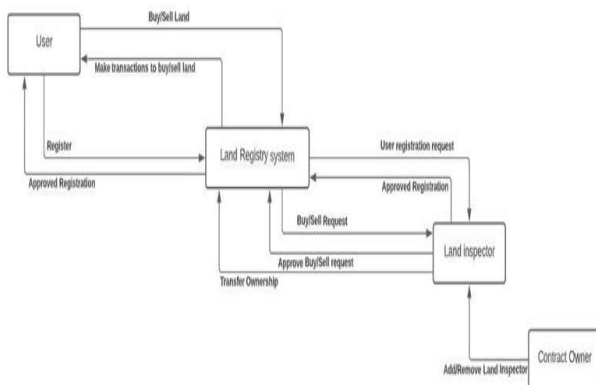 Buy/Sell Land
User
Make transactions to buy/sell land
Register
Land Registry system
User registration request
Approved Registration
Approved Registration
Buy/Sell Request
Land inspector
Approve Buy/Sell request
Transfer Ownership
Contract Owner
Add/Remove Land Inspector